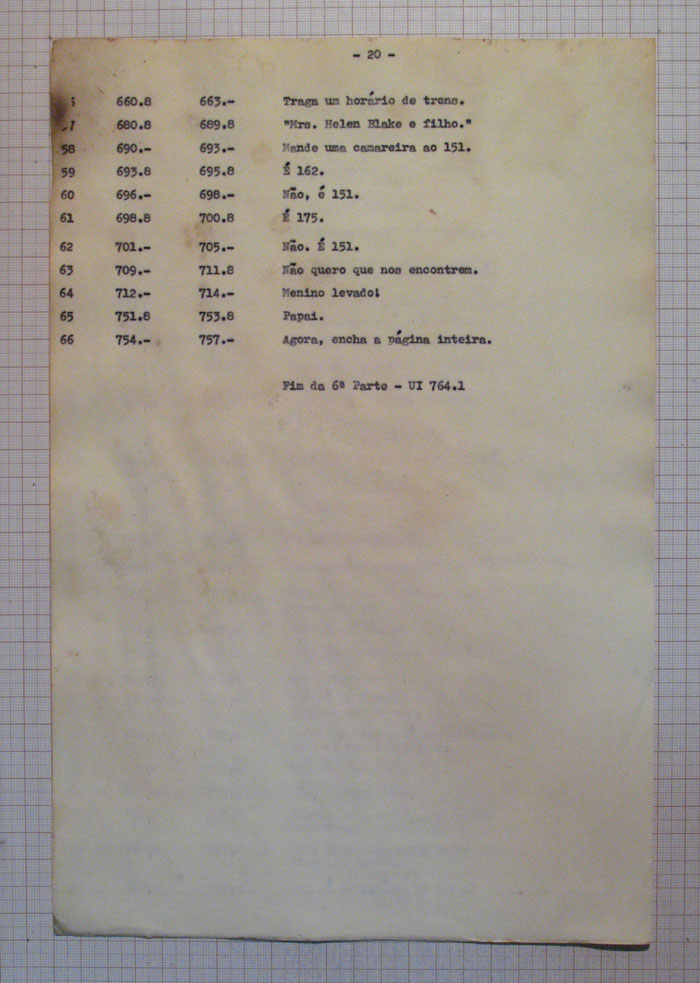 - 20 -
660.8 663.- Traga um horário de trens.
680.8 689.8 "Mrs. Helen Blake e filho."
58 690.- 693.- Mande uma camareira ao 151.
59 693.8 695.8 É 162.
60 696.- 698.- Não, é 151.
61 698.8 700.8 É 175.
62 701.- 705.- Não. É 151.
63 709.- 711.8 Não quero que nos encontrem.
64 712.- 714.- Menino levado!
65 751.8 753.8 Papai.
66 754.- 757.- Agora, encha a página inteira.
Fim da 6ª Parte - UI 764.1